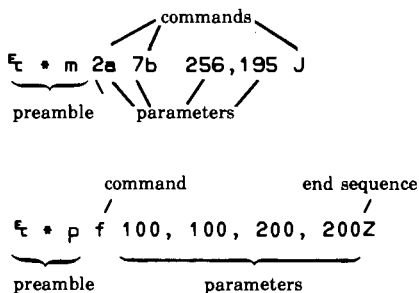 commands
Ec * m 2a 7b 256,195 J
preamble parameters
command end sequence
Ec * p f 100, 100, 200, 200Z
preamble parameters